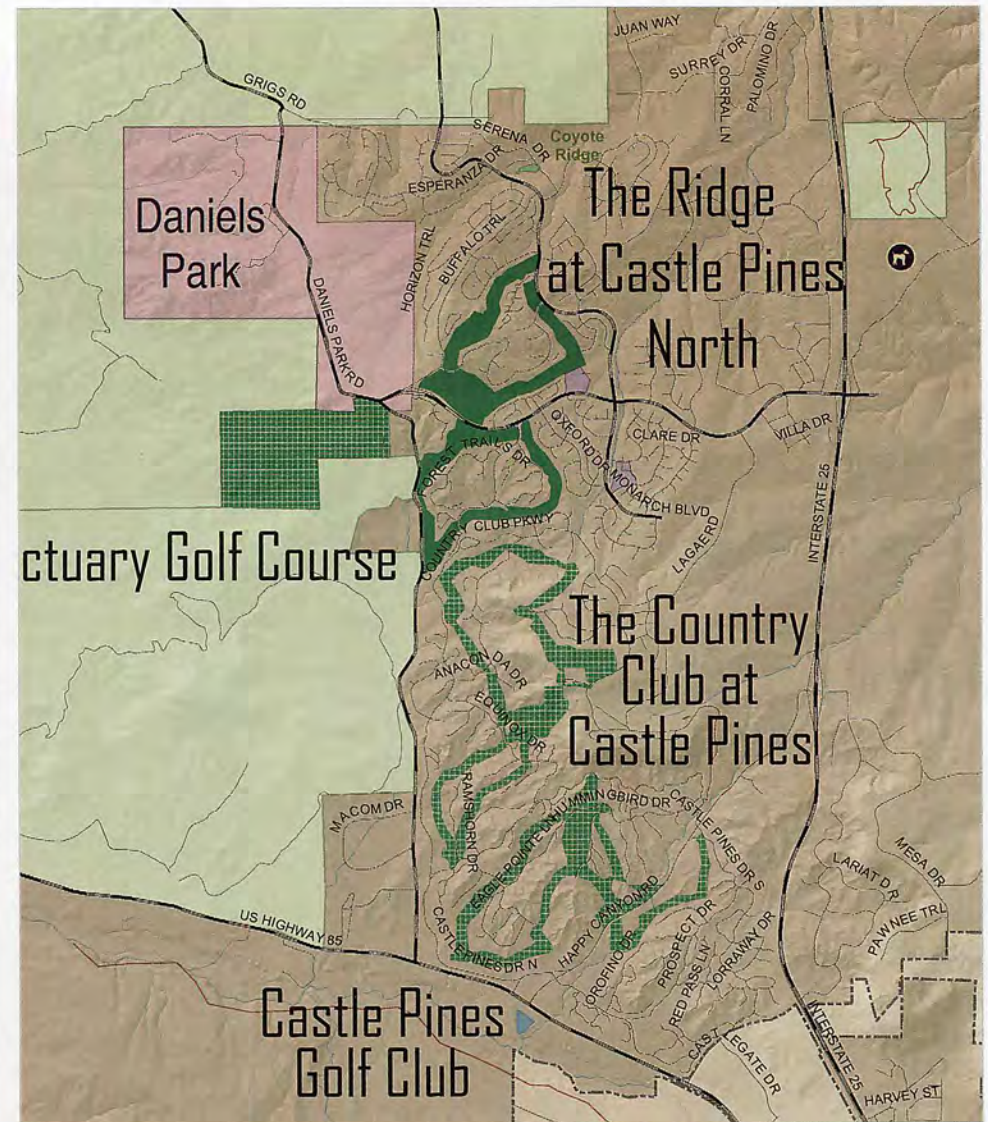 JUAN WAY
SURREY DR
CORRAL LN
PALOMINO DR
GRIGS RD
SERENA DR
Coyote
Ridge
ESPERANZA DR
Daniels
Park
The Ridge
at Castle Pines
North
HORIZON TRL
BUFFALO TRL
DANIELS PARK RD
OXFORD DR
CLARE DR
VILLA DR
FOREST TRAILS DR
MONARCH BLVD
INTERSTATE 25
COUNTRY CLUB PKWY
LAGAE RD
ctuary Golf Course
The Country
Club at
Castle Pines
ANACONDA DR
EQUINOX DR
RAMSHORN DR
MACOM DR
HUMMINGBIRD DR
CASTLE PINES DR S
EAGLE POINTE LN
MESA DR
LARIAT DR
PAWNEE TRL
US HIGHWAY 85
CASTLE PINES DR N
HAPPY CANYON RD
OROFINO DR
PROSPECT DR
RED PASS LN
LORRAWAY DR
Castle Pines
Golf Club
CASTLEGATE DR
INTERSTATE 25
HARVEY ST